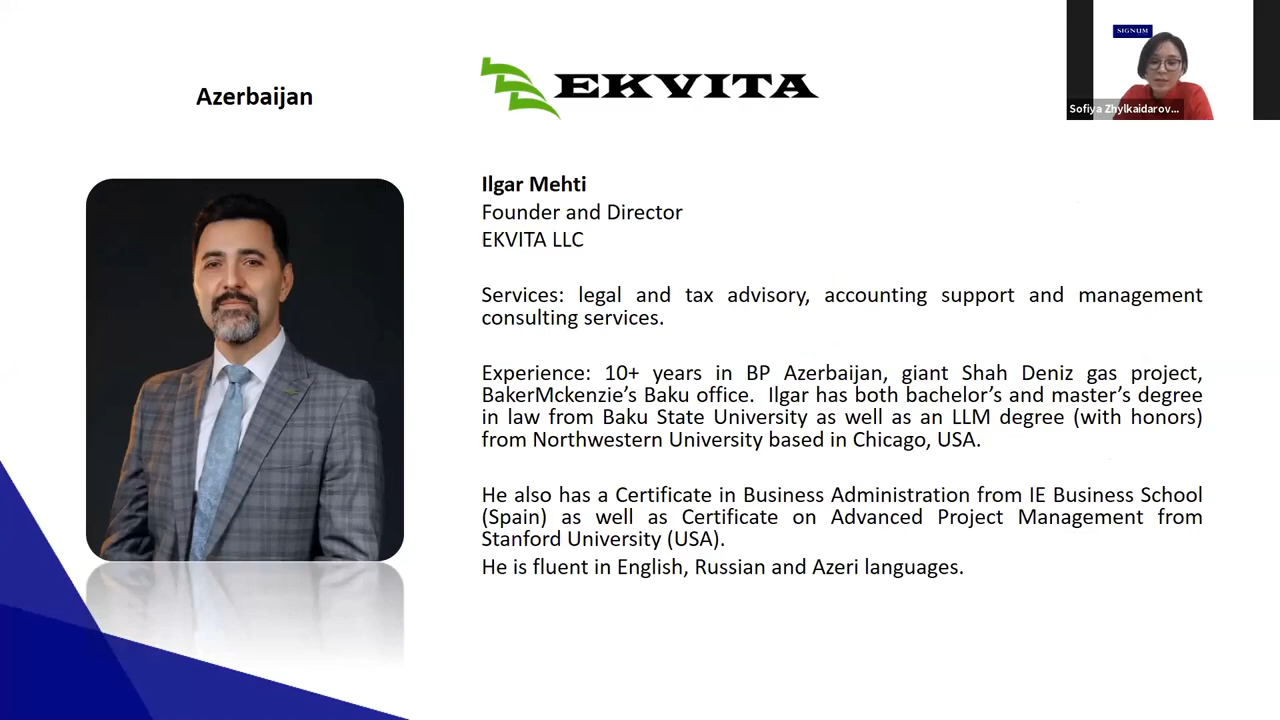 Azerbaijan
EKVITA
SIGNUM
Sofiya Zhylkaidarov...
Ilgar Mehti
Founder and Director
EKVITA LLC
Services: legal and tax advisory, accounting support and management
consulting services.
Experience: 10+ years in BP Azerbaijan, giant Shah Deniz gas project,
BakerMckenzie’s Baku office. Ilgar has both bachelor’s and master’s degree
in law from Baku State University as well as an LLM degree (with honors)
from Northwestern University based in Chicago, USA.
He also has a Certificate in Business Administration from IE Business School
(Spain) as well as Certificate on Advanced Project Management from
Stanford University (USA).
He is fluent in English, Russian and Azeri languages.